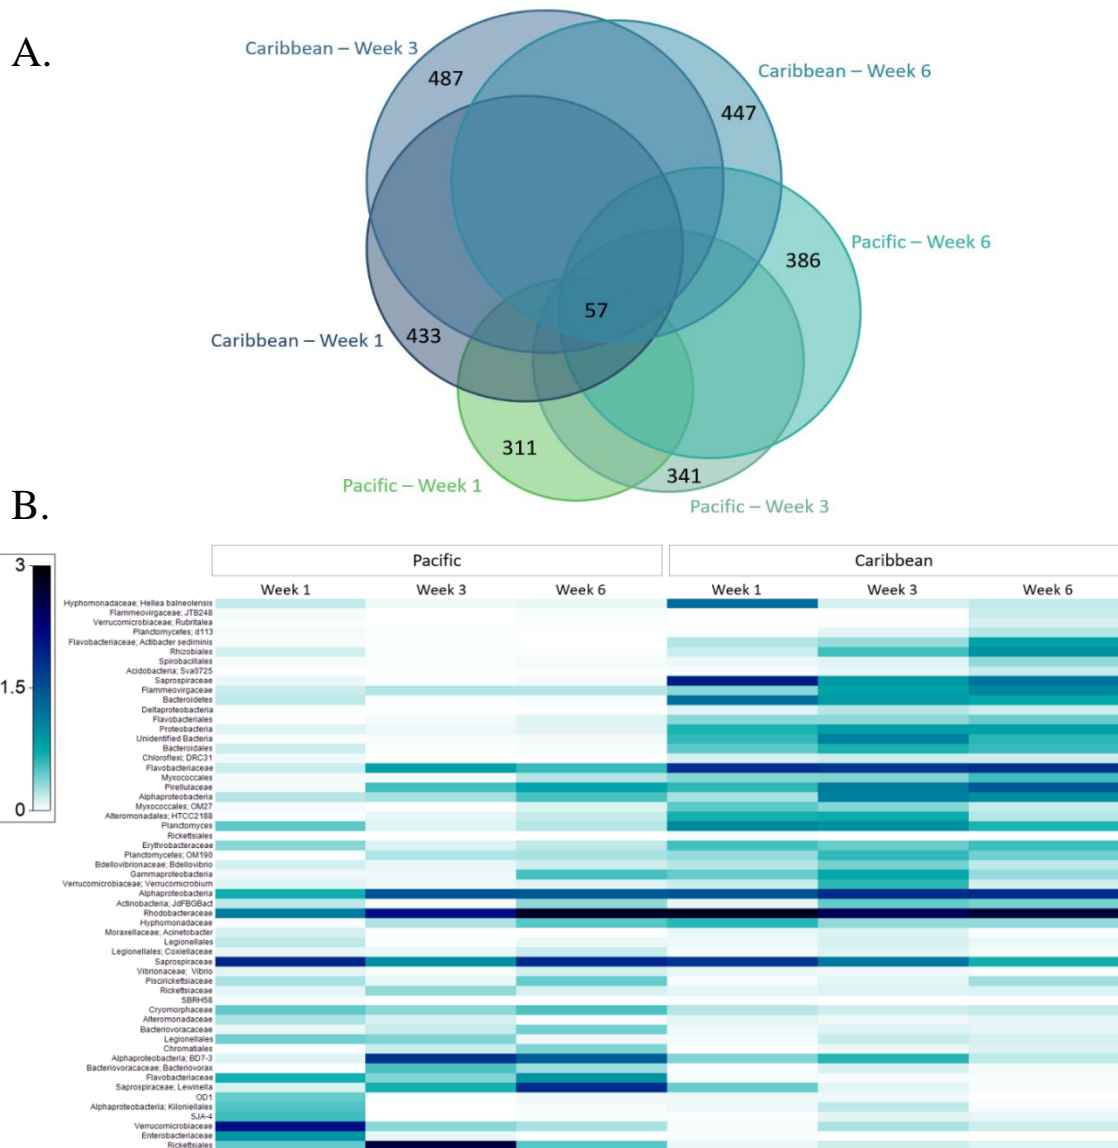 A.
Caribbean – Week 3
487
Caribbean – Week 6
447
Pacific – Week 6
386
57
Caribbean – Week 1
433
311
341
Pacific – Week 1
Pacific – Week 3
B.
3
1.5
0
Pacific
Caribbean
Week 1
Week 3
Week 6
Week 1
Week 3
Week 6
Hyphomonadaceae; Hellea balneolensis
Flammeovirgaceae; JTB248
Verrucomicrobiaceae; Rubritalea
Planctomycetes; d113
Flavobacteriaceae; Actibacter sediminis
Rhizobiales
Spirobacillales
Acidobacteria; Sva0725
Saprospiraceae
Flammeovirgaceae
Bacteroidetes
Deltaproteobacteria
Flavobacteriales
Proteobacteria
Unidentified Bacteria
Bacteroidales
Chloroflexi; DRC31
Flavobacteriaceae
Myxococcales
Pirellulaceae
Alphaproteobacteria
Myxococcales; OM27
Alteromonadales; HTCC2188
Planctomyces
Rickettsiales
Erythrobacteraceae
Planctomycetes; OM190
Bdellovibrionaceae; Bdellovibrio
Gammaproteobacteria
Verrucomicrobiaceae; Verrucomicrobium
Alphaproteobacteria
Actinobacteria; JdFBGBact
Rhodobacteraceae
Hyphomonadaceae
Moraxellaceae; Acinetobacter
Legionellales
Legionellales; Coxiellaceae
Saprospiraceae
Vibrionaceae; Vibrio
Piscirickettsiaceae
Rickettsiaceae
SBRH58
Cryomorphaceae
Alteromonadaceae
Bacteriovoracaceae
Legionellales
Chromatiales
Alphaproteobacteria; BD7-3
Bacteriovoracaceae; Bacteriovorax
Flavobacteriaceae
Saprospiraceae; Lewinella
OD1
Alphaproteobacteria; Kiloniellales
SJA-4
Verrucomicrobiaceae
Enterobacteriaceae
Rickettsiales